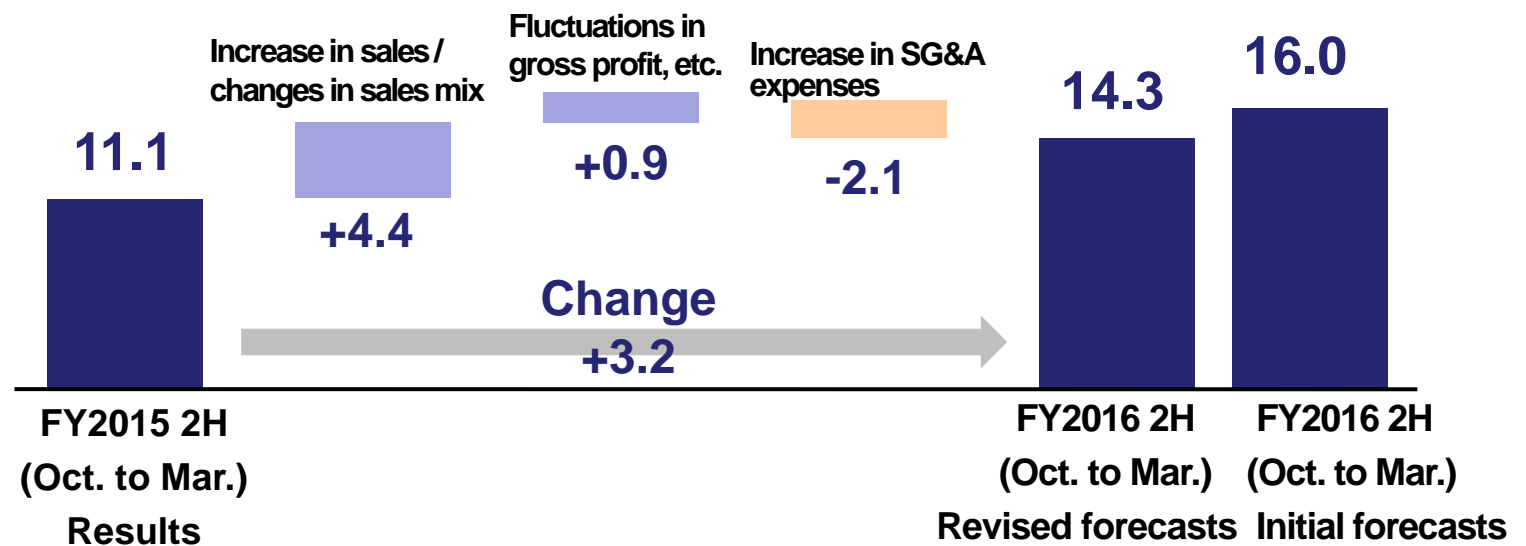 11.1
Increase in sales /
changes in sales mix
+4.4
Fluctuations in
gross profit, etc.
+0.9
Increase in SG&A
expenses
-2.1
14.3
16.0
Change
+3.2
FY2015 2H
(Oct. to Mar.)
Results
FY2016 2H
(Oct. to Mar.)
Revised forecasts
FY2016 2H
(Oct. to Mar.)
Initial forecasts